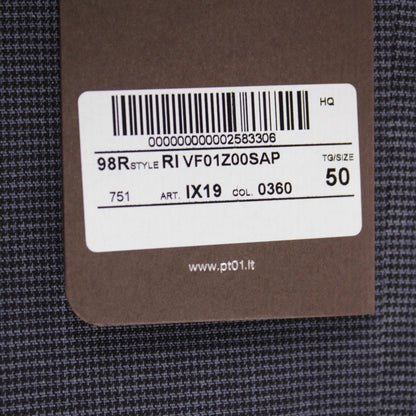 HQ
000000000002583306
98R STYLE RI VF01Z00SAP
TG/SIZE
50
751 ART. IX19 COL. 0360
www.pt01.it